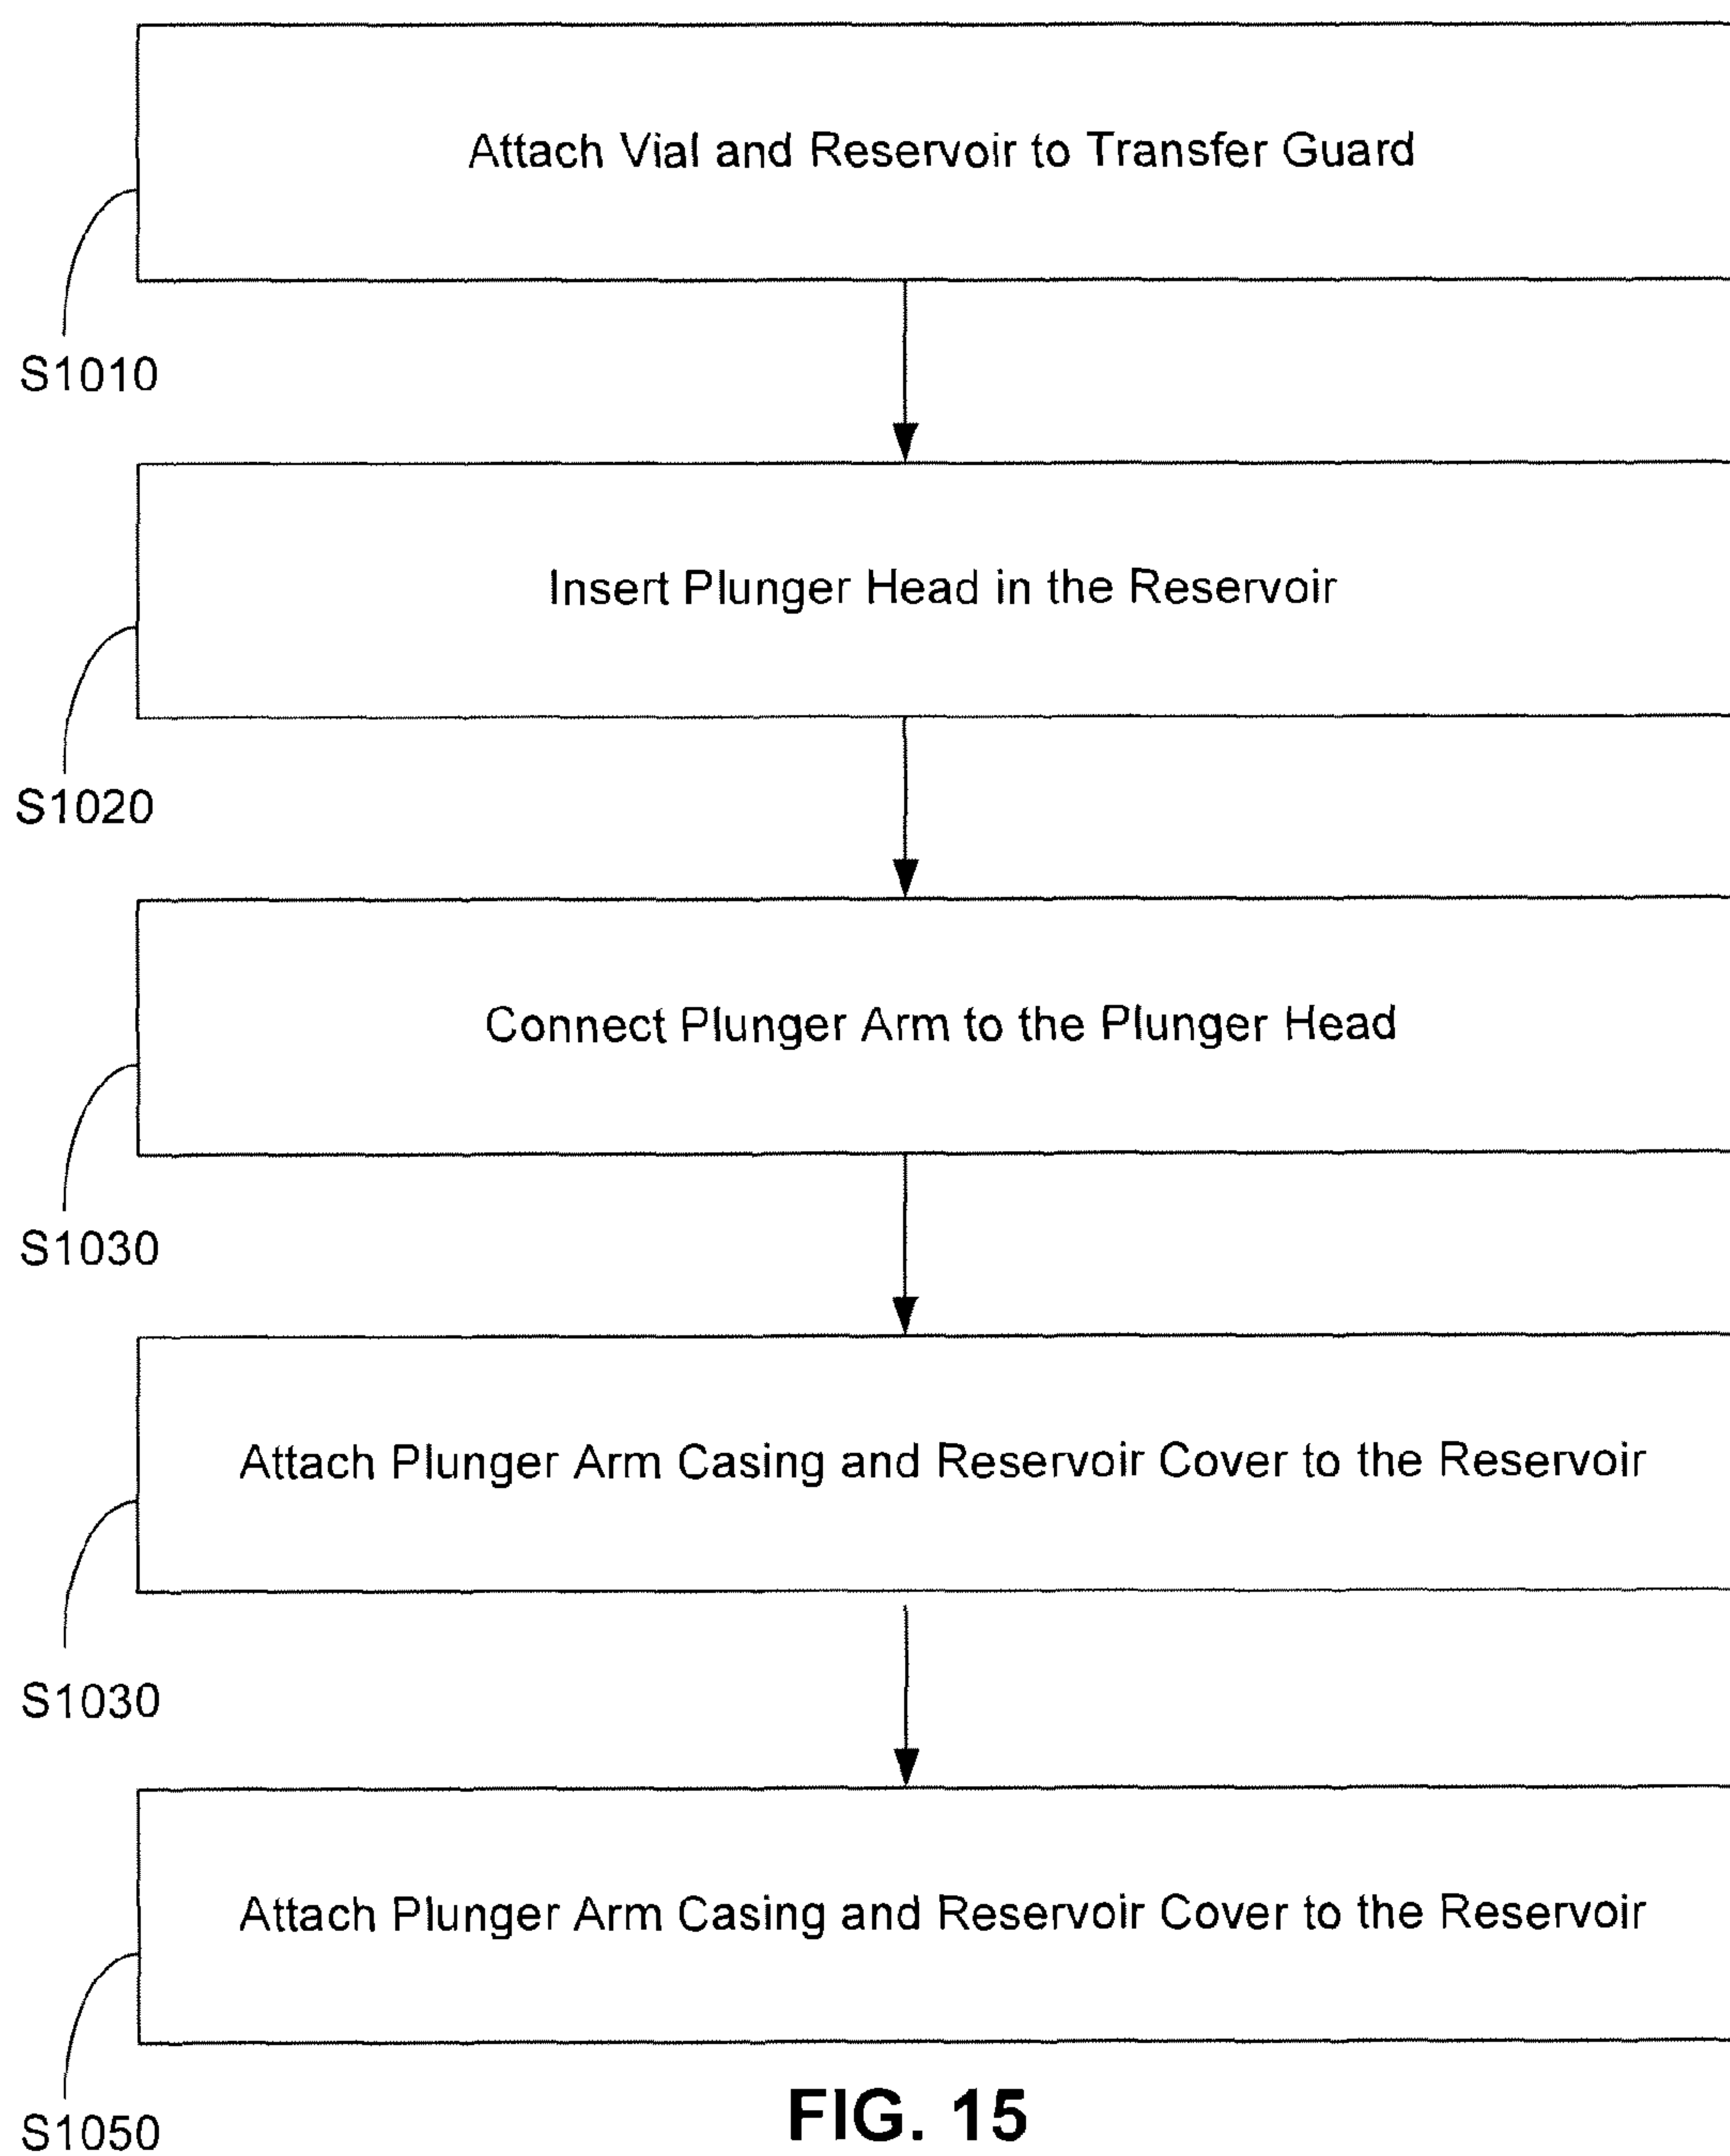 Attach Vial and Reservoir to Transfer Guard
S1010
Insert Plunger Head in the Reservoir
S1020
Connect Plunger Arm to the Plunger Head
S1030
Attach Plunger Arm Casing and Reservoir Cover to the Reservoir
S1030
Attach Plunger Arm Casing and Reservoir Cover to the Reservoir
S1050
FIG. 15